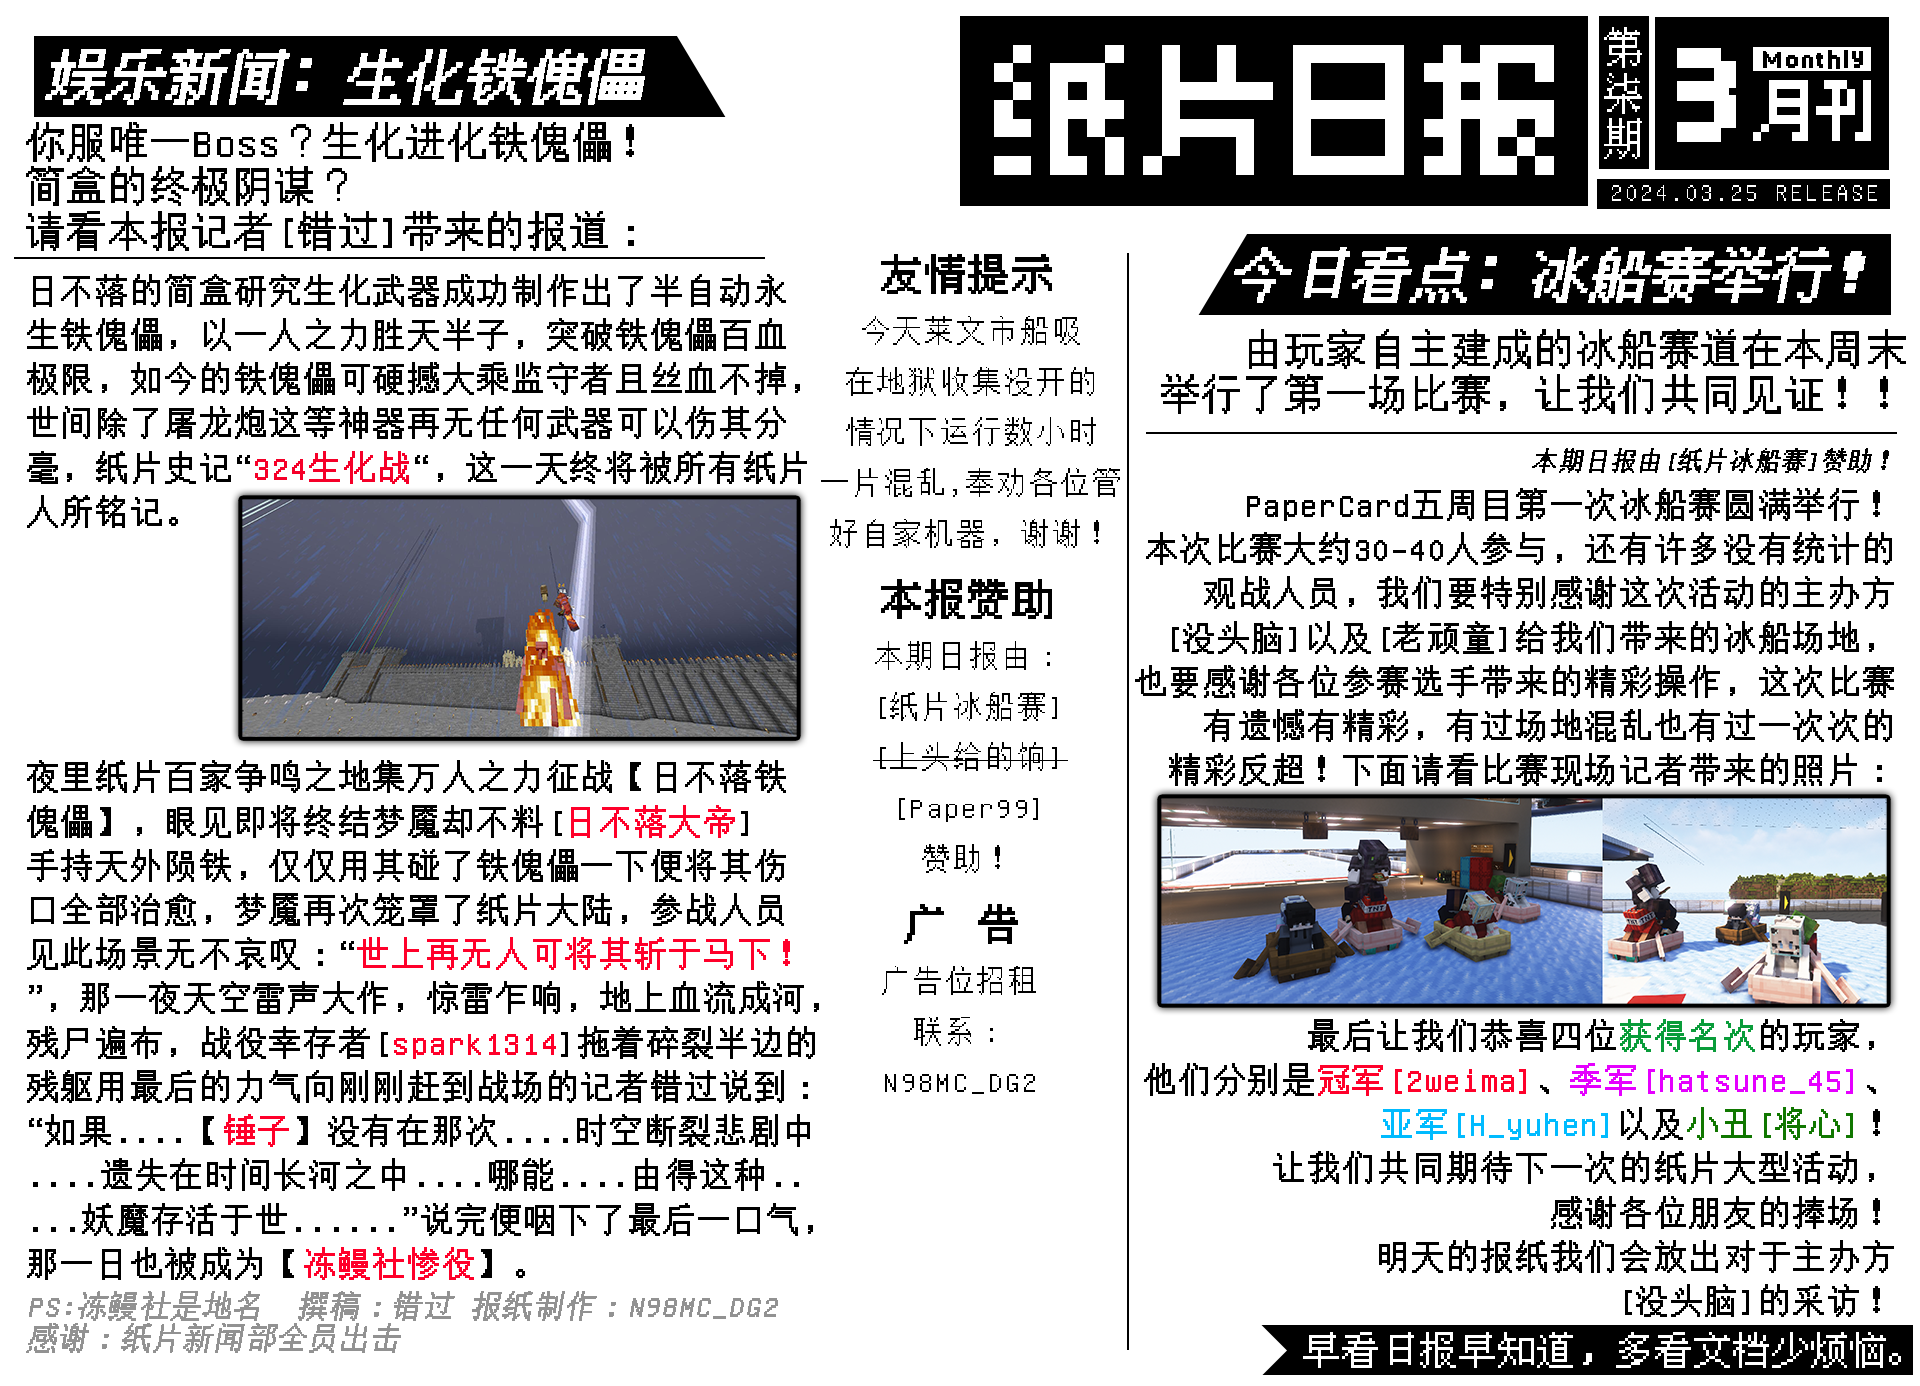 纸片日报
第柒期
3
Monthly
月刊
2024.03.25 RELEASE
娱乐新闻：生化铁傀儡
你服唯一Boss？生化进化铁傀儡！
简盒的终极阴谋？
请看本报记者[错过]带来的报道：
日不落的简盒研究生化武器成功制作出了半自动永
生铁傀儡，以一人之力胜天半子，突破铁傀儡百血
极限，如今的铁傀儡可硬撼大乘监守者且丝血不掉，
世间除了屠龙炮这等神器再无任何武器可以伤其分
毫，纸片史记“324生化战“，这一天终将被所有纸片
人所铭记。
夜里纸片百家争鸣之地集万人之力征战【日不落铁
傀儡】，眼见即将终结梦魇却不料[日不落大帝]
手持天外陨铁，仅仅用其碰了铁傀儡一下便将其伤
口全部治愈，梦魇再次笼罩了纸片大陆，参战人员
见此场景无不哀叹：“世上再无人可将其斩于马下！
”，那一夜天空雷声大作，惊雷乍响，地上血流成河，
残尸遍布，战役幸存者[spark1314]拖着碎裂半边的
残躯用最后的力气向刚刚赶到战场的记者错过说到：
“如果....【锤子】没有在那次....时空断裂悲剧中
....遗失在时间长河之中....哪能....由得这种..
...妖魔存活于世......”说完便咽下了最后一口气，
那一日也被成为【冻鳗社惨役】。
PS:冻鳗社是地名 撰稿：错过 报纸制作：N98MC_DG2
感谢：纸片新闻部全员出击
友情提示
今天莱文市船吸
在地狱收集没开的
情况下运行数小时
一片混乱,奉劝各位管
好自家机器，谢谢！
本报赞助
本期日报由：
[纸片冰船赛]
[上头给的饷]
[Paper99]
赞助！
广 告
广告位招租
联系：
N98MC_DG2
今日看点：冰船赛举行！
由玩家自主建成的冰船赛道在本周末
举行了第一场比赛，让我们共同见证！！
本期日报由[纸片冰船赛]赞助！
PaperCard五周目第一次冰船赛圆满举行！
本次比赛大约30-40人参与，还有许多没有统计的
观战人员，我们要特别感谢这次活动的主办方
[没头脑]以及[老顽童]给我们带来的冰船场地，
也要感谢各位参赛选手带来的精彩操作，这次比赛
有遗憾有精彩，有过场地混乱也有过一次次的
精彩反超！下面请看比赛现场记者带来的照片：
最后让我们恭喜四位获得名次的玩家，
他们分别是冠军[2weima]、季军[hatsune_45]、
亚军[H_yuhen]以及小丑[将心]！
让我们共同期待下一次的纸片大型活动，
感谢各位朋友的捧场！
明天的报纸我们会放出对于主办方
[没头脑]的采访！
早看日报早知道，多看文档少烦恼。